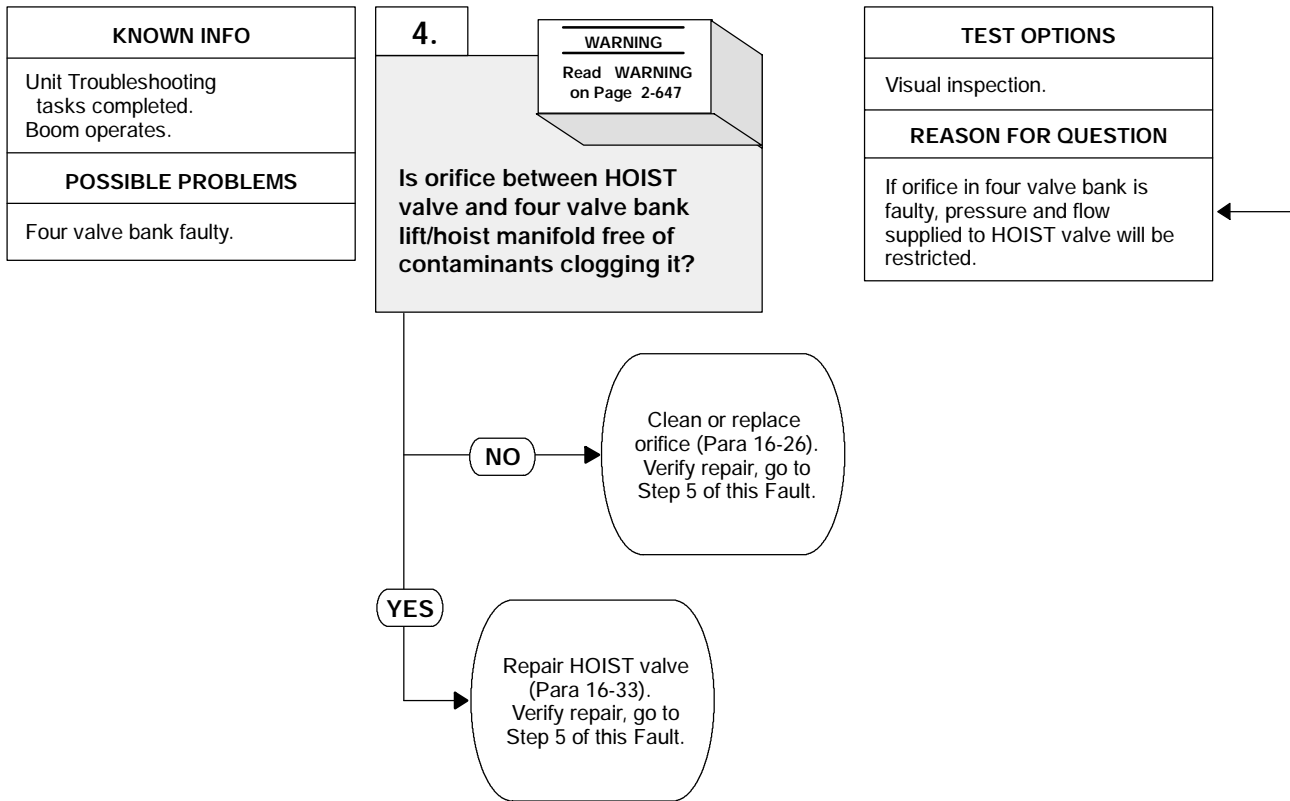 KNOWN INFO
Unit Troubleshooting
tasks completed.
Boom operates.
POSSIBLE PROBLEMS
Four valve bank faulty.
4.
WARNING
Read WARNING
on Page 2-647
Is orifice between HOIST
valve and four valve bank
lift/hoist manifold free of
contaminants clogging it?
TEST OPTIONS
Visual inspection.
REASON FOR QUESTION
If orifice in four valve bank is
faulty, pressure and flow
supplied to HOIST valve will be
restricted.
NO
Clean or replace
orifice (Para 16-26).
Verify repair, go to
Step 5 of this Fault.
YES
Repair HOIST valve
(Para 16-33).
Verify repair, go to
Step 5 of this Fault.